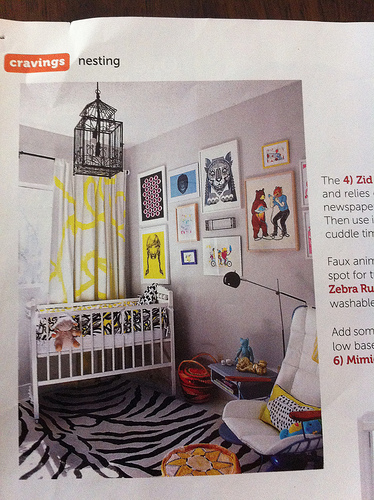 cravings nesting
The 4) Zid
and relies
newspape
Then use i
cuddle tim
Faux anim
spot for t
Zebra Ru
washable
Add som
low base
6) Mimi